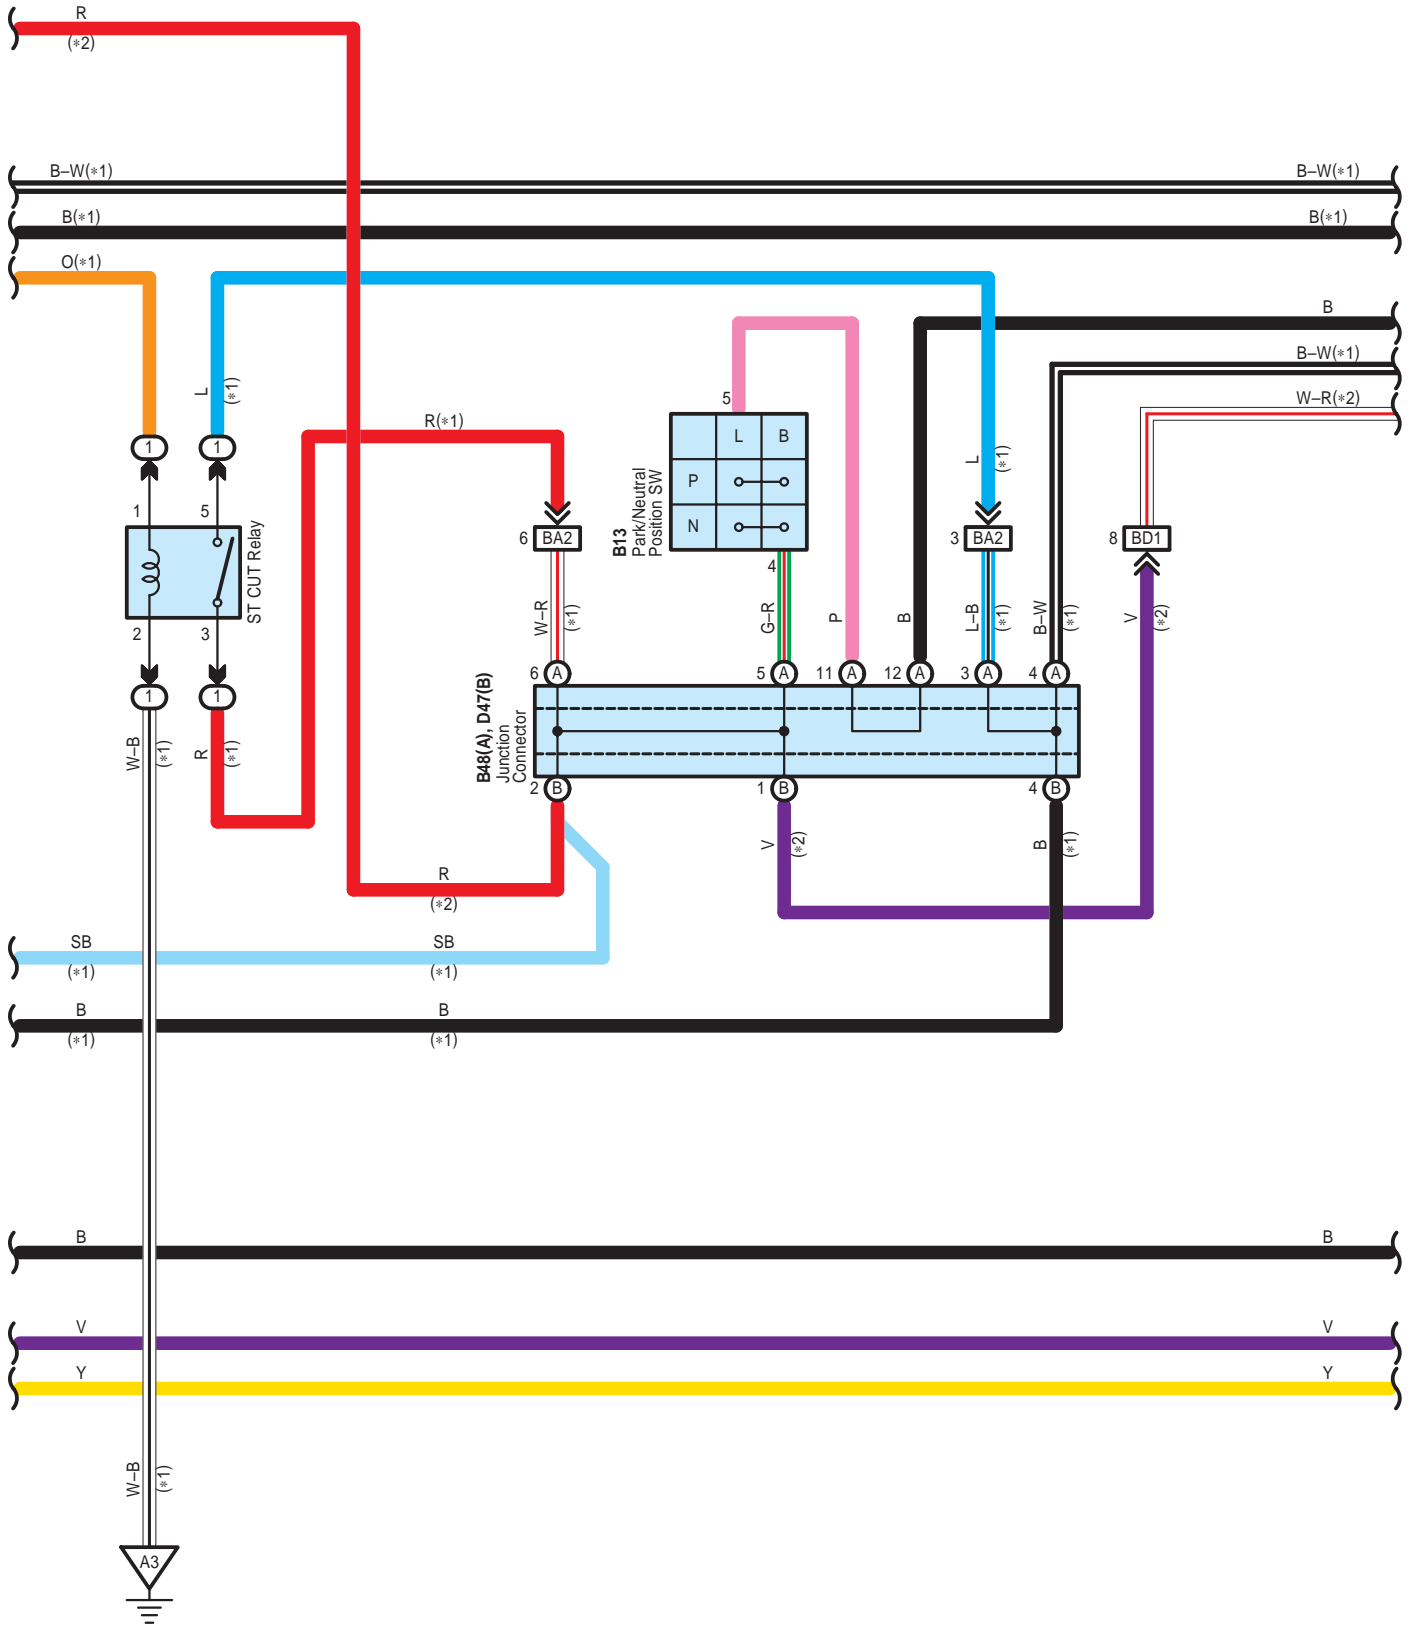 R
(∗2)
B–W(∗1)
B–W(∗1)
B(∗1)
B(∗1)
O(∗1)
B
B–W(∗1)
W–R(∗2)
L
(∗1)
R(∗1)
5
L B
P
N
B13
Park/Neutral
Position SW
4
L
(∗1)
1
1
1
5
ST CUT Relay
2
3
1
1
6 BA2
3 BA2
8 BD1
W–R
(∗1)
G–R
P
B
L–B
(∗1)
B–W
(∗1)
V
(∗2)
6 A
5 A
11 A
12 A
3 A
4 A
B48(A), D47(B)
Junction
Connector
2 B
1 B
4 B
W–B
(∗1)
R
(∗1)
V
(∗2)
B
(∗1)
R
(∗2)
SB
(∗1)
SB
(∗1)
B
(∗1)
B
(∗1)
B
B
V
V
Y
Y
W–B
(∗1)
A3